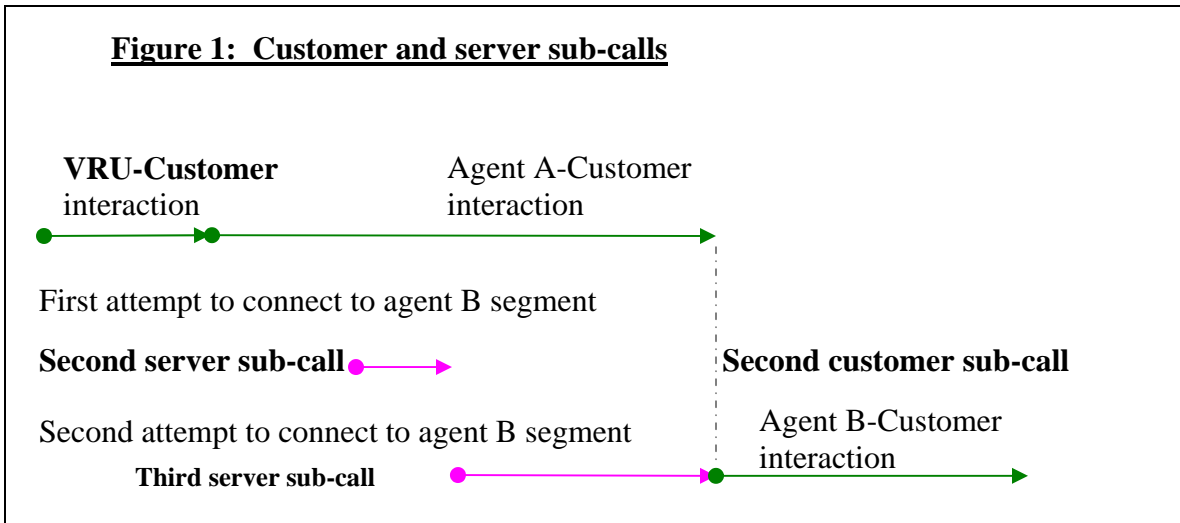 Figure 1:  Customer and server sub-calls
VRU-Customer
interaction
Agent A-Customer
interaction
First attempt to connect to agent B segment
Second server sub-call
Second customer sub-call
Second attempt to connect to agent B segment
Agent B-Customer
interaction
Third server sub-call